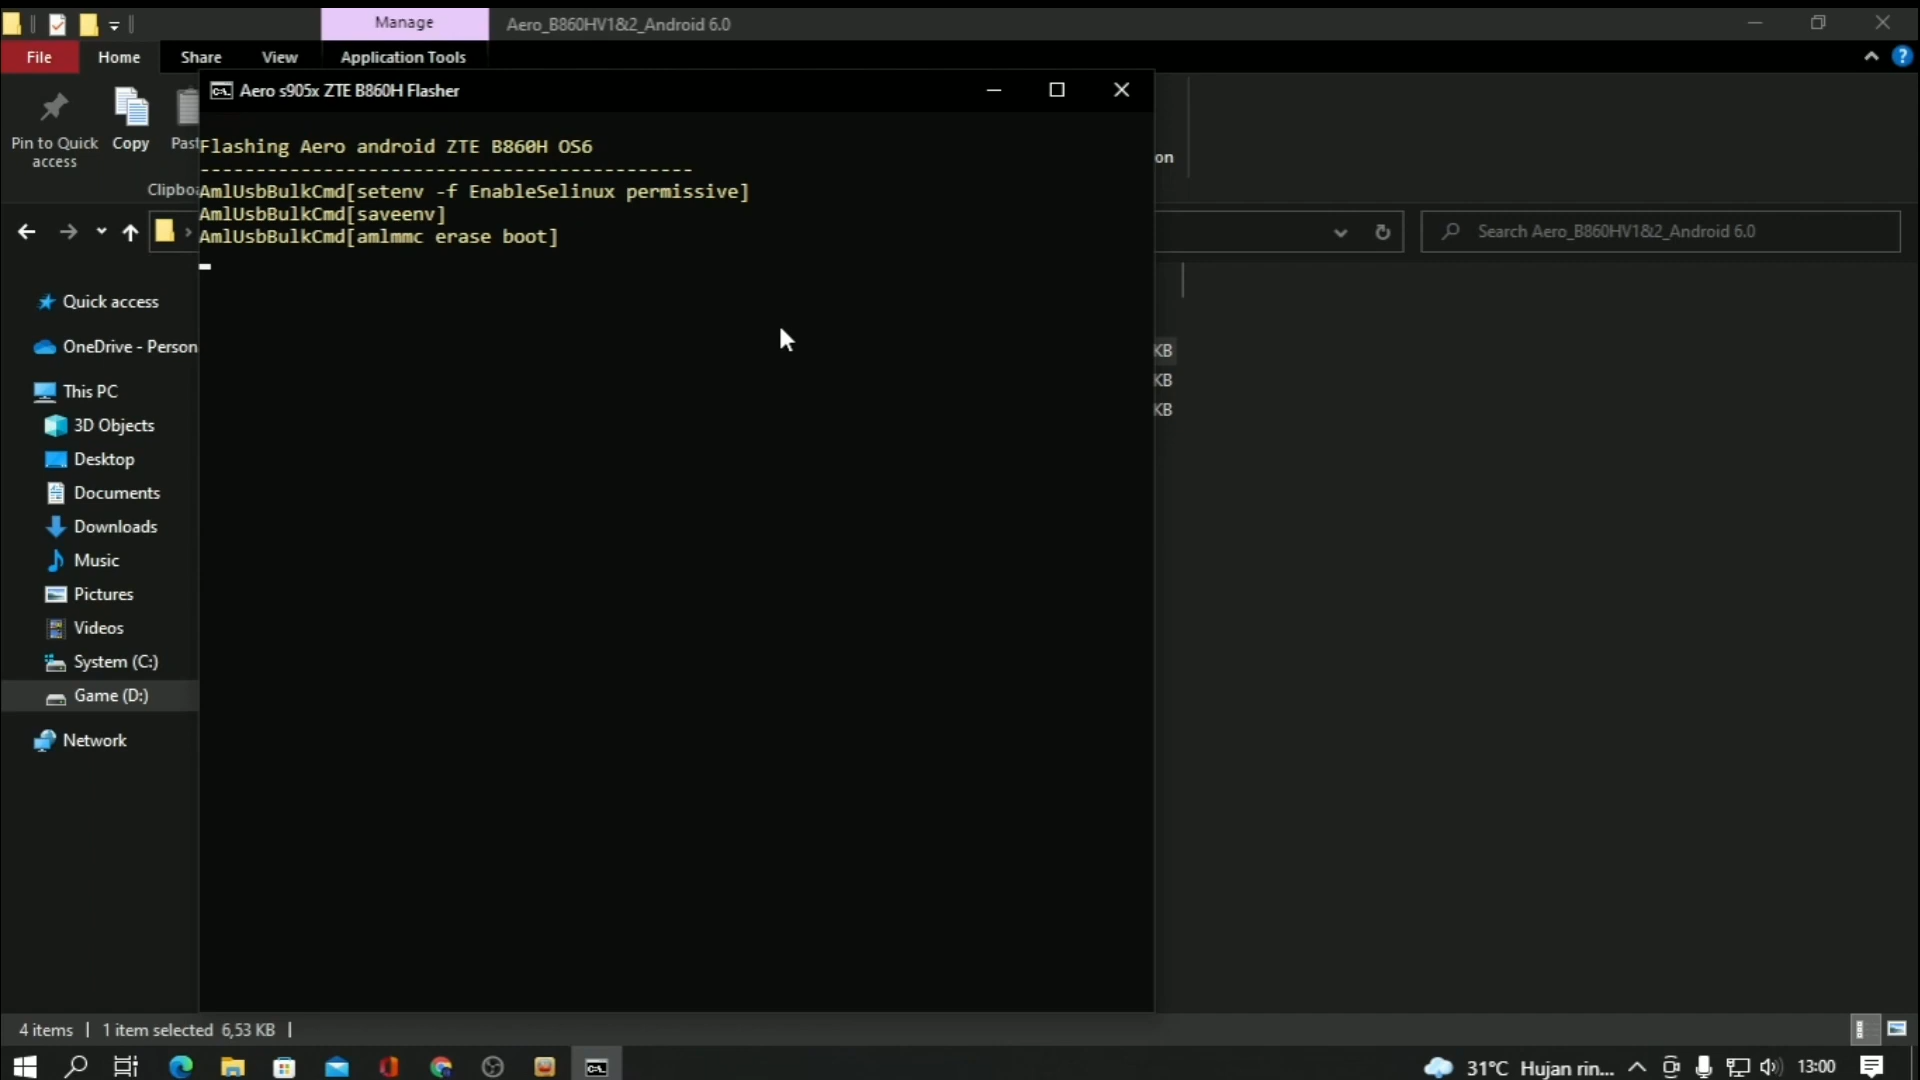 Manage
Aero_B860HV1&2_Android 6.0
File
Home
Share
View
Application Tools
Aero s905x ZTE B860H Flasher
Pin to Quick
access
Copy
Flashing Aero android ZTE B860H OS6
--------------------------------------------
AmlUsbBulkCmd[setenv -f EnableSelinux permissive]
AmlUsbBulkCmd[saveenv]
AmlUsbBulkCmd[amlmmc erase boot]
on
Search Aero_B860HV1&2_Android 6.0
Quick access
OneDrive - Person
This PC
3D Objects
Desktop
Documents
Downloads
Music
Pictures
Videos
System (C:)
Game (D:)
Network
KB
KB
KB
4 items
1 item selected 6,53 KB
31°C Hujan rin...
13:00